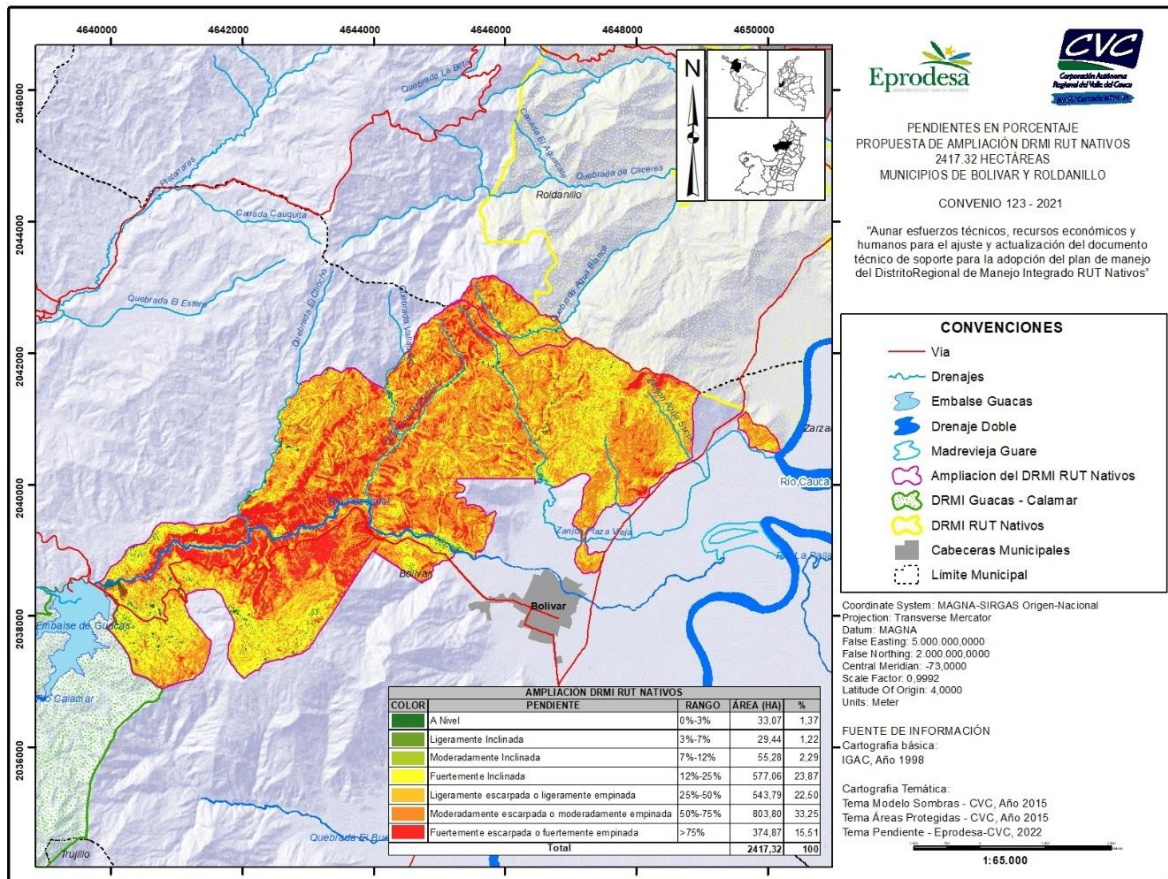 4640000 4642000 4644000 4646000 4648000 4650000
2046000
2044000
2042000
2040000
2038000
2036000
Quebrada La Beta
Quebrada de Caceres
Roldanillo
Cañada Cauquita
Quebrada Agua Blanca
Quebrada El Estero
Quebrada El Chocho
N
Río Cauca
Zanjón Plaza Vieja
Bolívar
Bolívar
Embalse de Guacas
Río Calamar
Trujillo
AMPLIACIÓN DRMI RUT NATIVOS
COLOR PENDIENTE RANGO ÁREA (HA) %
A Nivel 0%-3% 33,07 1,37
Ligeramente Inclinada 3%-7% 29,44 1,22
Moderadamente Inclinada 7%-12% 55,28 2,29
Fuertemente Inclinada 12%-25% 577,06 23,87
Ligeramente escarpada o ligeramente empinada 25%-50% 543,79 22,50
Moderadamente escarpada o moderadamente empinada 50%-75% 803,80 33,25
Fuertemente escarpada o fuertemente empinada >75% 374,87 15,51
Total 2417,32 100
Eprodesa
CVC
Corporación Autónoma
Regional del Valle del Cauca
PENDIENTES EN PORCENTAJE
PROPUESTA DE AMPLIACIÓN DRMI RUT NATIVOS
2417.32 HECTÁREAS
MUNICIPIOS DE BOLIVAR Y ROLDANILLO
CONVENIO 123 - 2021
"Aunar esfuerzos técnicos, recursos económicos y
humanos para el ajuste y actualización del documento
técnico de soporte para la adopción del plan de manejo
del DistritoRegional de Manejo Integrado RUT Nativos"
CONVENCIONES
Via
Drenajes
Embalse Guacas
Drenaje Doble
Madrevieja Guare
Ampliacion del DRMI RUT Nativos
DRMI Guacas - Calamar
DRMI RUT Nativos
Cabeceras Municipales
Límite Municipal
Coordinate System: MAGNA-SIRGAS Origen-Nacional
Projection: Transverse Mercator
Datum: MAGNA
False Easting: 5.000.000,0000
False Northing: 2.000.000,0000
Central Meridian: -73,0000
Scale Factor: 0,9992
Latitude Of Origin: 4,0000
Units: Meter
FUENTE DE INFORMACIÓN
Cartografia básica:
IGAC, Año 1998
Cartografia Temática:
Tema Modelo Sombras - CVC, Año 2015
Tema Áreas Protegidas - CVC, Año 2015
Tema Pendiente - Eprodesa-CVC, 2022
1:65.000